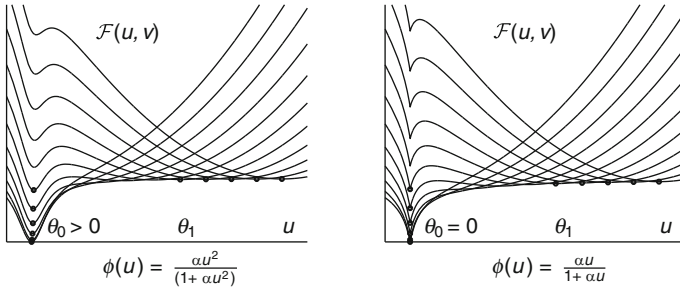 F(u, v)
θ₀ > 0
θ₁
u
ϕ(u) = αu² / (1+ αu²)
F(u, v)
θ₀ = 0
θ₁
u
ϕ(u) = αu / 1+ αu